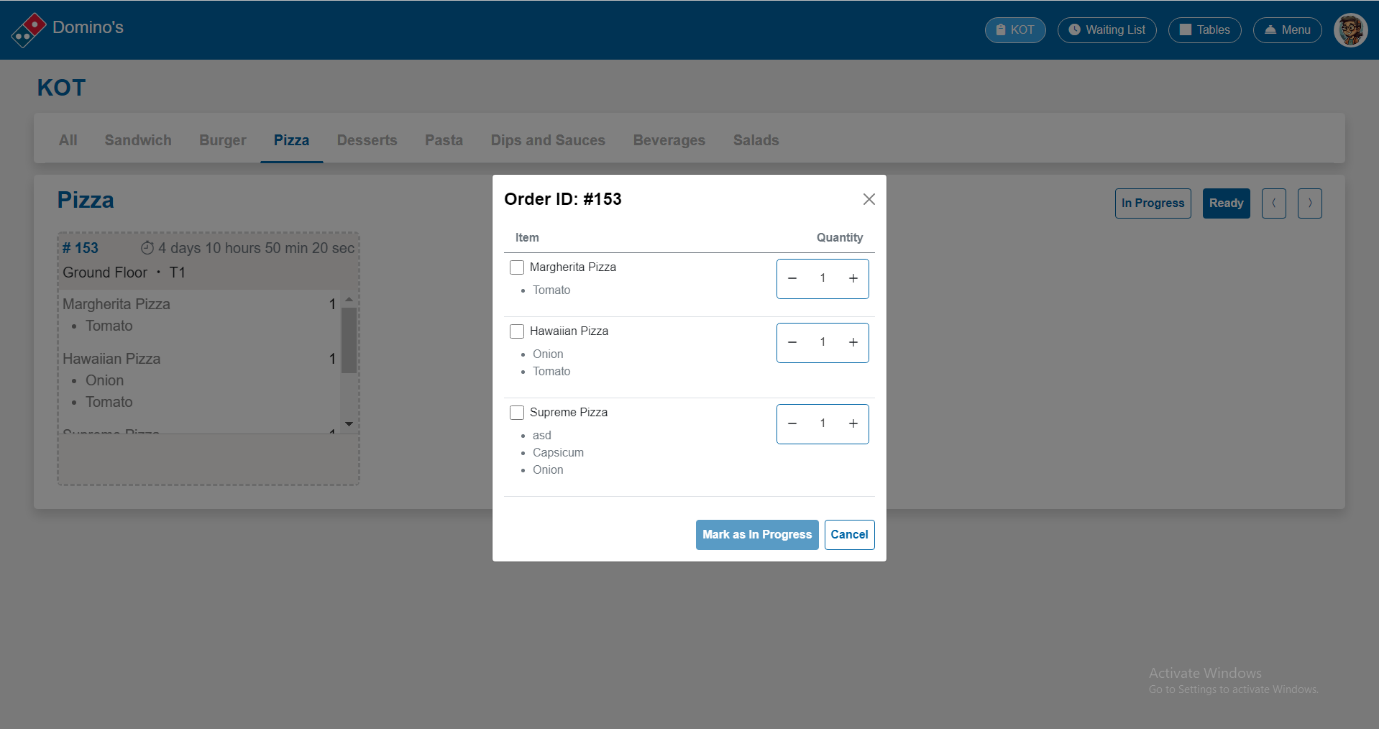 Domino's
KOT
Waiting List
Tables
Menu
KOT
All
Sandwich
Burger
Pizza
Desserts
Pasta
Dips and Sauces
Beverages
Salads
Pizza
In Progress
Ready
# 153
4 days 10 hours 50 min 20 sec
Ground Floor • T1
Margherita Pizza 1
• Tomato
Hawaiian Pizza 1
• Onion
• Tomato
Supreme Pizza 1
Order ID: #153
Item Quantity
Margherita Pizza − 1 +
• Tomato
Hawaiian Pizza − 1 +
• Onion
• Tomato
Supreme Pizza − 1 +
• asd
• Capsicum
• Onion
Mark as In Progress
Cancel
Activate Windows
Go to Settings to activate Windows.